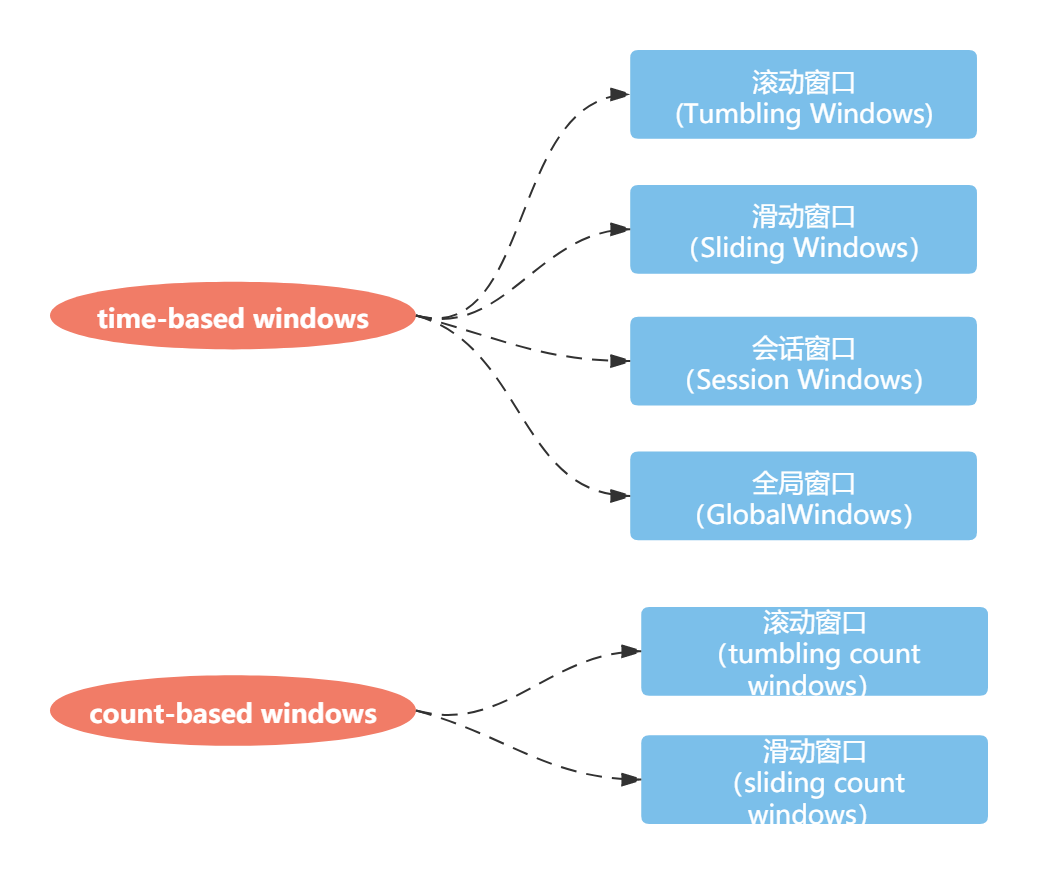 滚动窗口
(Tumbling Windows)
滑动窗口
（Sliding Windows）
time-based windows
会话窗口
（Session Windows）
全局窗口
（GlobalWindows）
滚动窗口
（tumbling count
windows）
count-based windows
滑动窗口
（sliding count
windows）